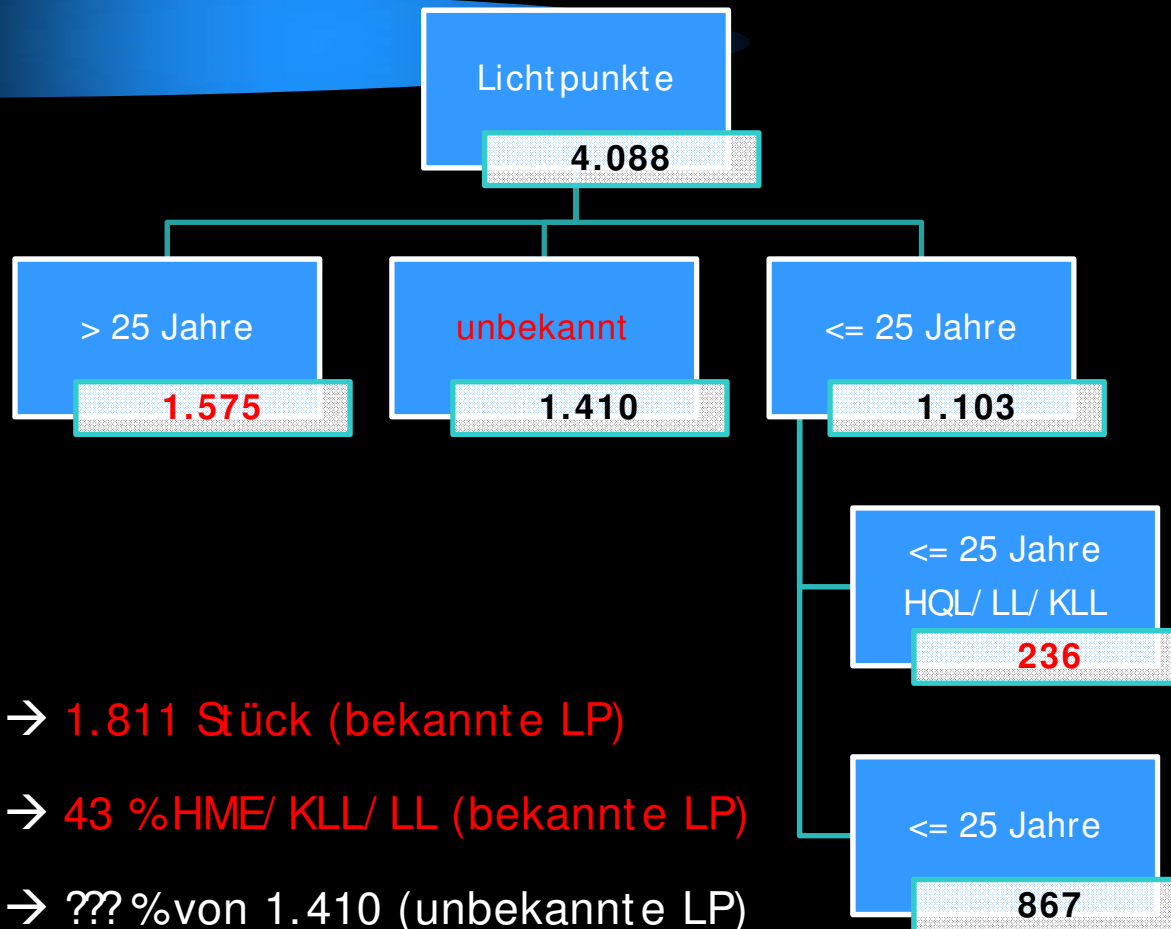 Lichtpunkte
4.088
> 25 Jahre
1.575
unbekannt
1.410
<= 25 Jahre
1.103
<= 25 Jahre
HQL/ LL/ KLL
236
<= 25 Jahre
867
→ 1.811 Stück (bekannte LP)
→ 43 % HME/ KLL/ LL (bekannte LP)
→ ??? % von 1.410 (unbekannte LP)